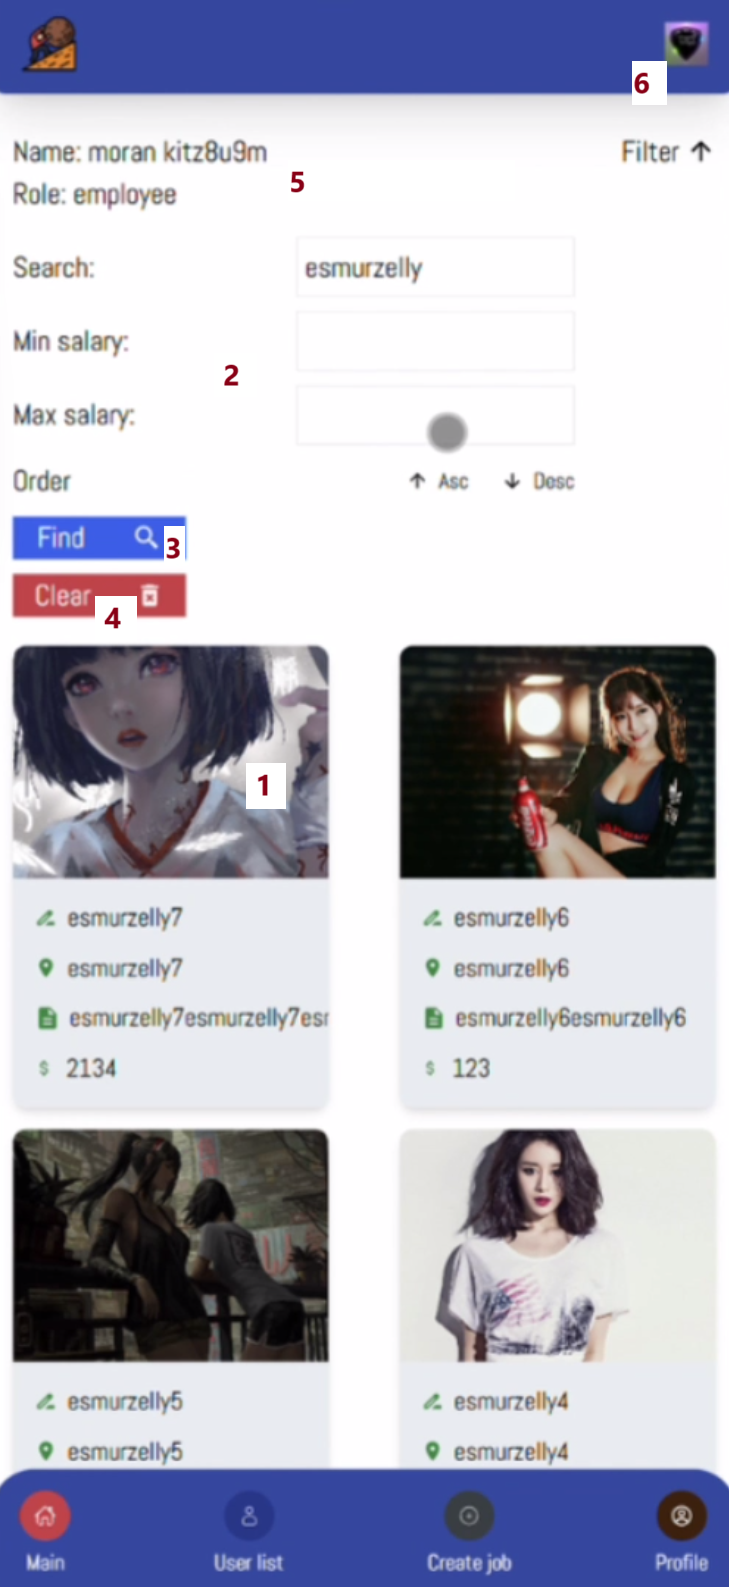 6
Name: moran kitz8u9m
Filter ↑
5
Role: employee
Search:
esmurzelly
Min salary:
2
Max salary:
Order
↑ Asc ↓ Desc
Find
3
Clear
4
1
esmurzelly7
esmurzelly7
esmurzelly7esmurzelly7esr
$ 2134
esmurzelly6
esmurzelly6
esmurzelly6esmurzelly6
$ 123
esmurzelly5
esmurzelly5
esmurzelly4
esmurzelly4
Main
User list
Create job
Profile